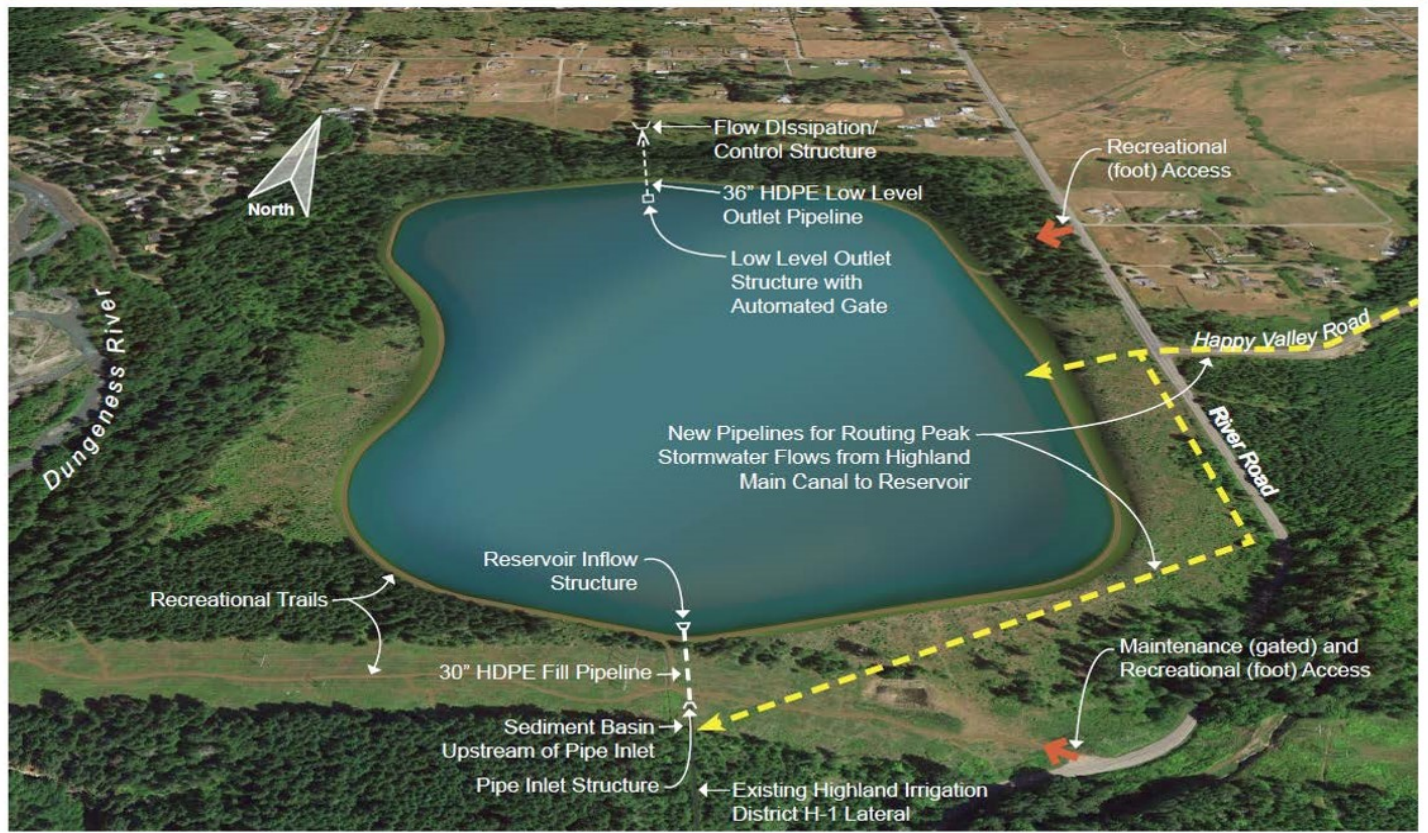 Flow DIssipation/
Control Structure
Recreational
(foot) Access
36” HDPE Low Level
Outlet Pipeline
North
Low Level Outlet
Structure with
Automated Gate
Dungeness River
Happy Valley Road
River Road
New Pipelines for Routing Peak
Stormwater Flows from Highland
Main Canal to Reservoir
Reservoir Inflow
Structure
Recreational Trails
30” HDPE Fill Pipeline
Maintenance (gated) and
Recreational (foot) Access
Sediment Basin
Upstream of Pipe Inlet
Pipe Inlet Structure
Existing Highland Irrigation
District H-1 Lateral